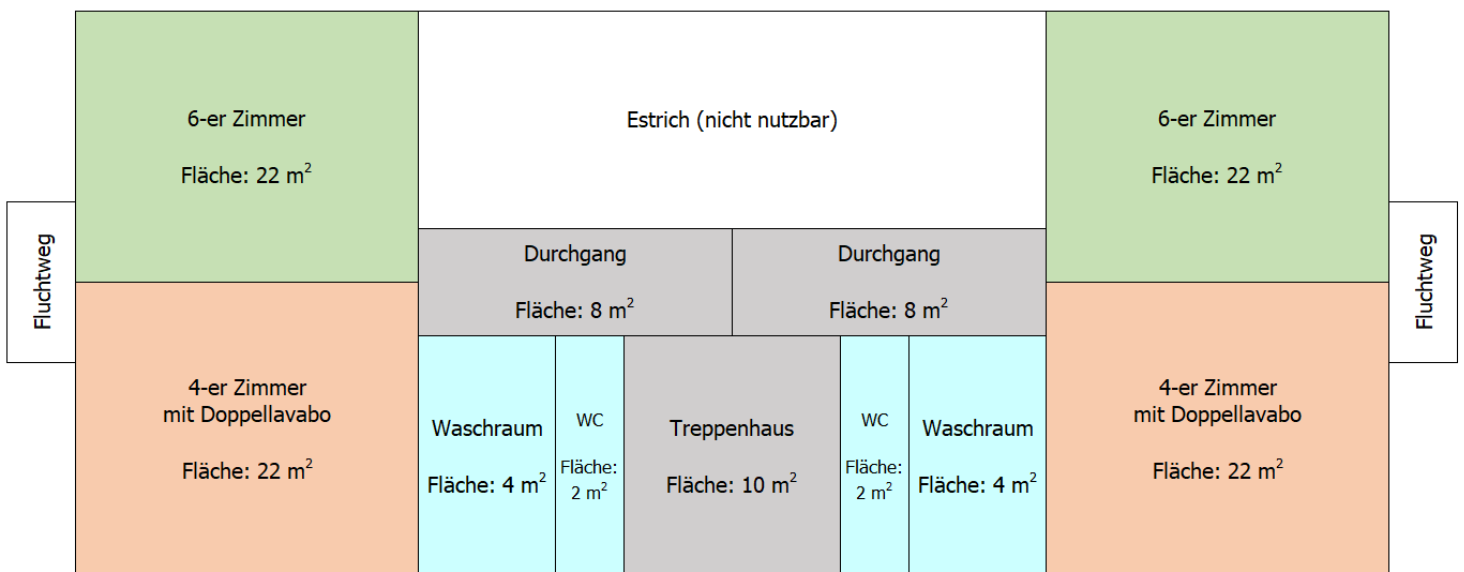 6-er Zimmer
Fläche: 22 m²
Estrich (nicht nutzbar)
6-er Zimmer
Fläche: 22 m²
Fluchtweg
Durchgang
Fläche: 8 m²
Durchgang
Fläche: 8 m²
Fluchtweg
4-er Zimmer
mit Doppellavabo
Fläche: 22 m²
Waschraum
Fläche: 4 m²
WC
Fläche:
2 m²
Treppenhaus
Fläche: 10 m²
WC
Fläche:
2 m²
Waschraum
Fläche: 4 m²
4-er Zimmer
mit Doppellavabo
Fläche: 22 m²